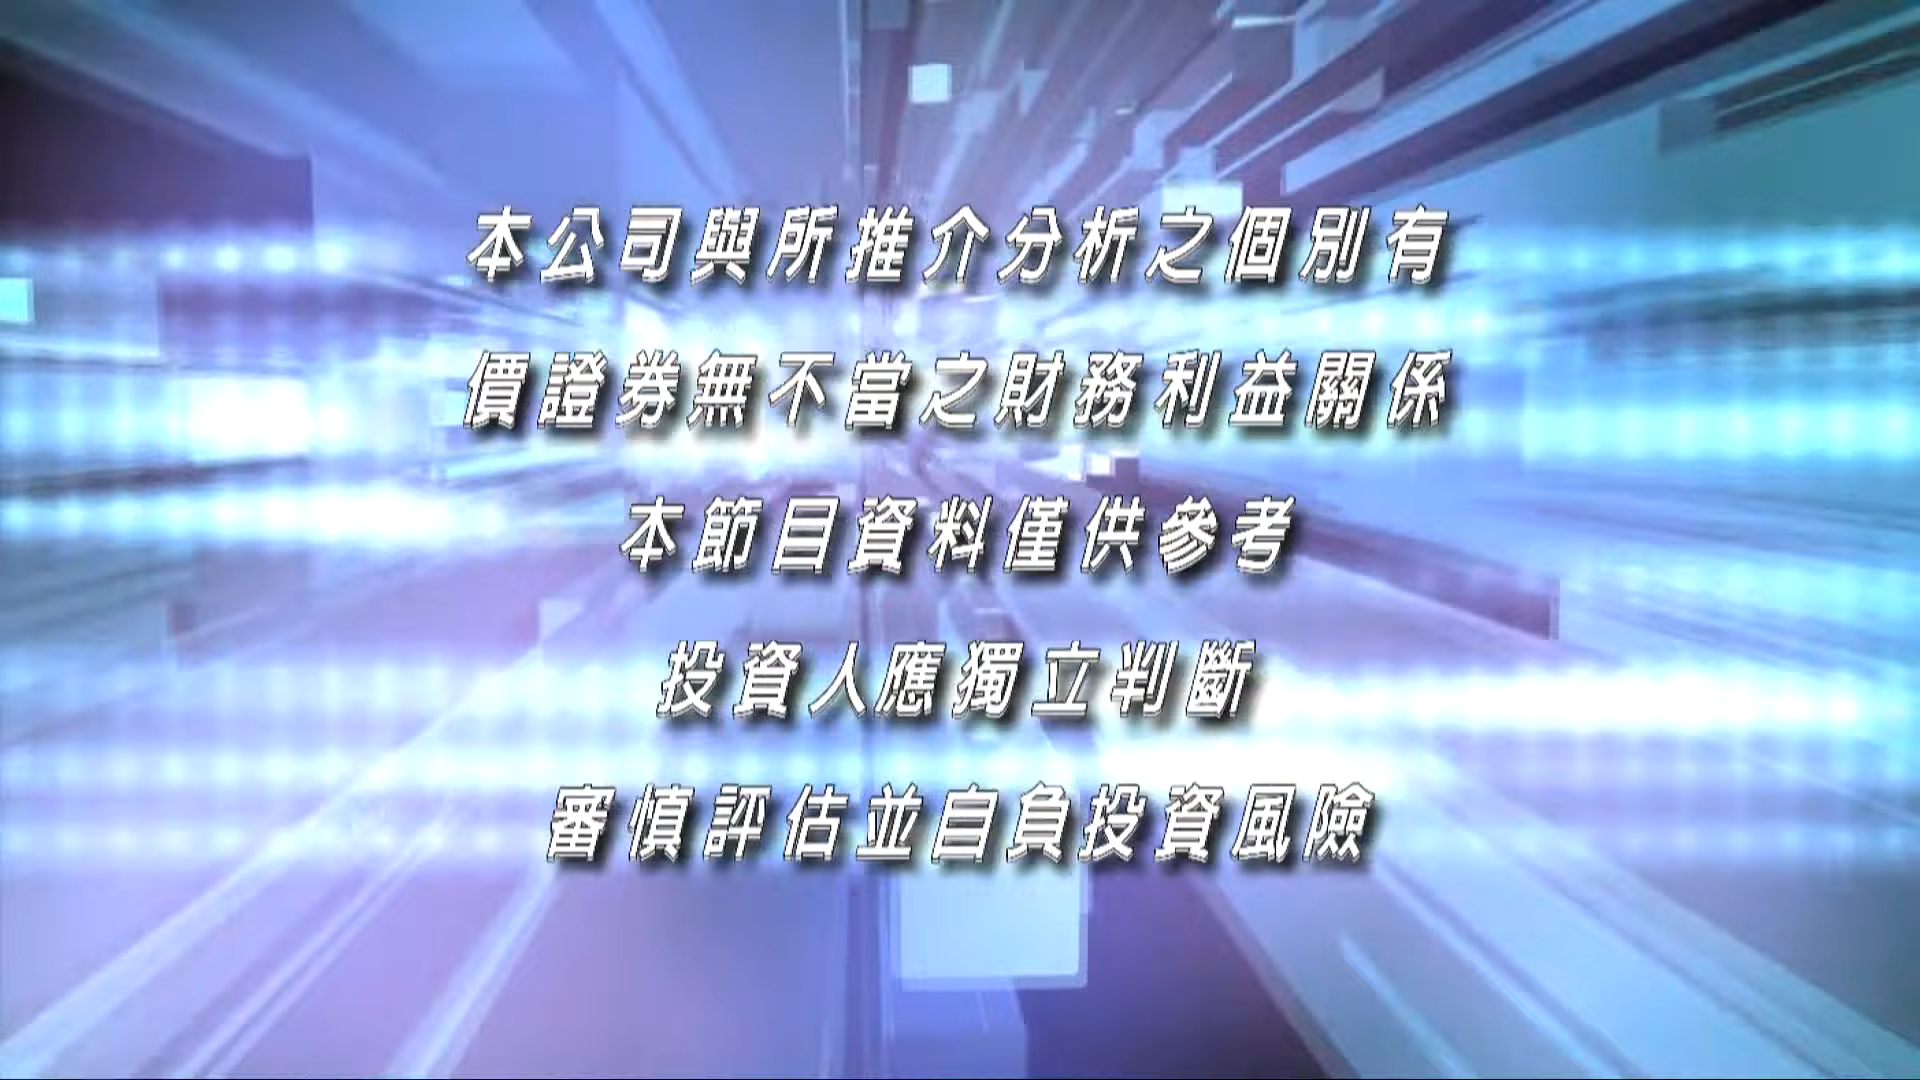 本公司與所推介分析之個別有
價證券無不當之財務利益關係
本節目資料僅供參考
投資人應獨立判斷
審慎評估並自負投資風險